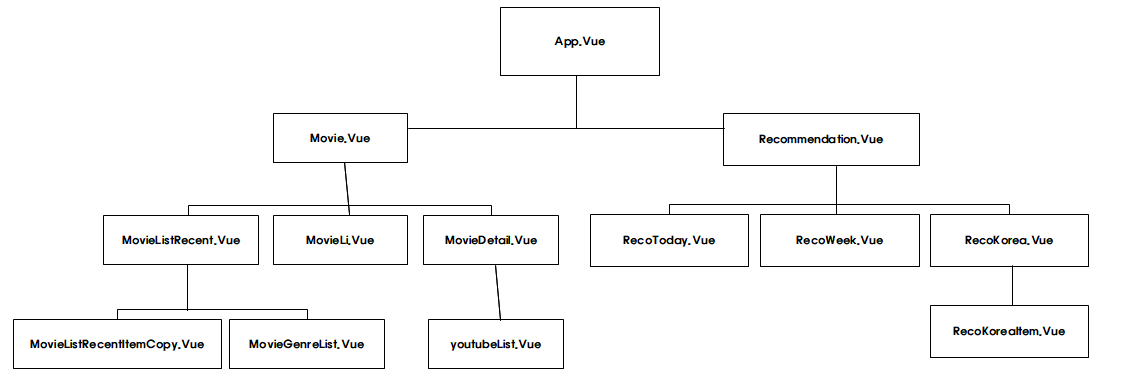 App.Vue
Movie.Vue
Recommendation.Vue
MovieListRecent.Vue
MovieLi.Vue
MovieDetail.Vue
RecoToday.Vue
RecoWeek.Vue
RecoKorea.Vue
MovieListRecentItemCopy.Vue
MovieGenreList.Vue
youtubeList.Vue
RecoKoreaItem.Vue